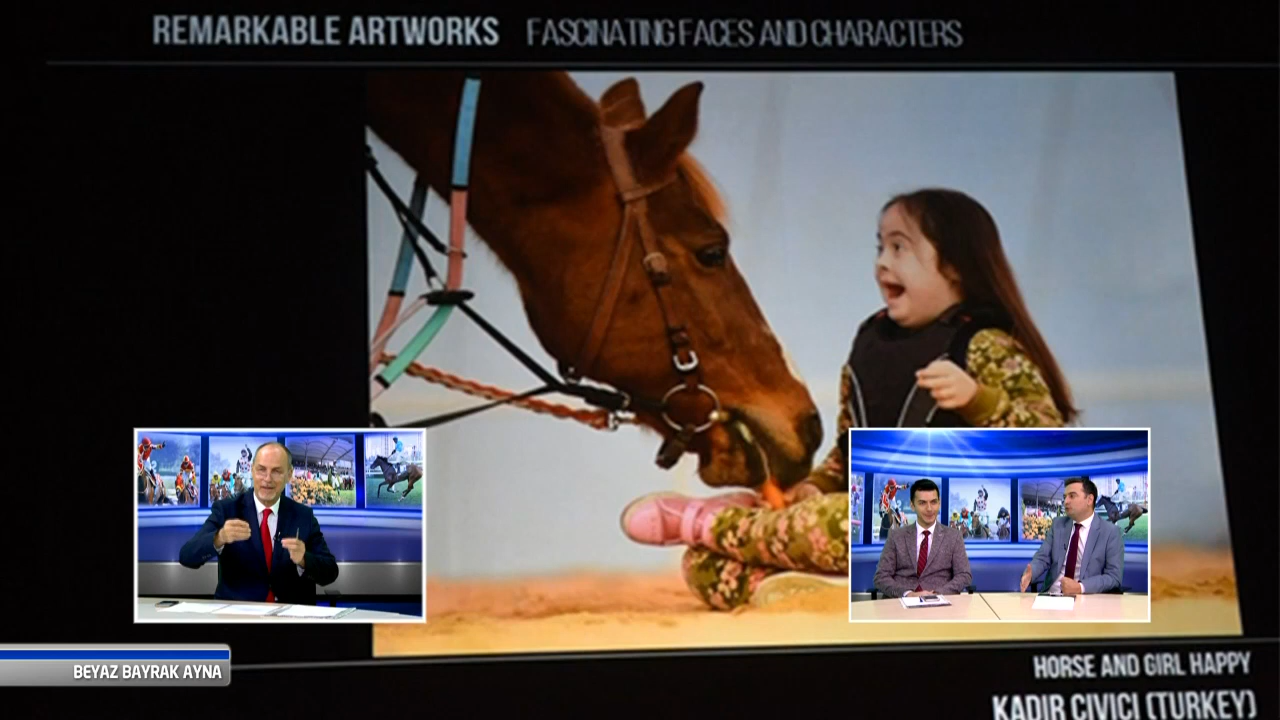 REMARKABLE ARTWORKS FASCINATING FACES AND CHARACTERS
BEYAZ BAYRAK AYNA
HORSE AND GIRL HAPPY
KADIR CIVICI (TURKEY)